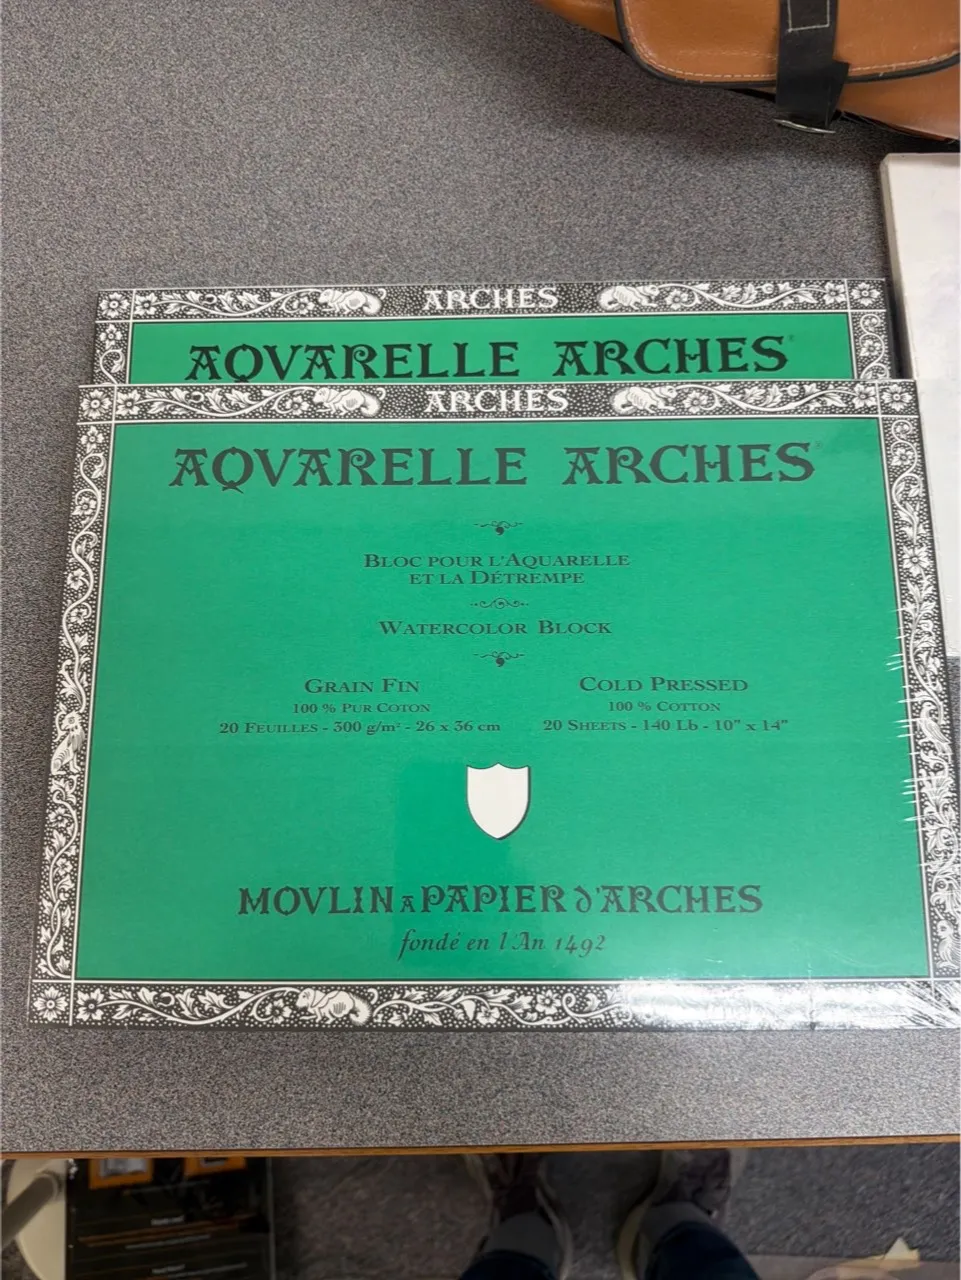 ARCHES
AQVARELLE ARCHES®
ARCHES
AQVARELLE ARCHES®
BLOC POUR L'AQUARELLE
ET LA DÉTREMPE
WATERCOLOR BLOCK
GRAIN FIN
100 % PUR COTON
20 FEUILLES - 300 g/m² - 26 x 36 cm
COLD PRESSED
100 % COTTON
20 SHEETS - 140 Lb - 10" x 14"
MOVLIN A PAPIER d'ARCHES
fondé en l'An 1492